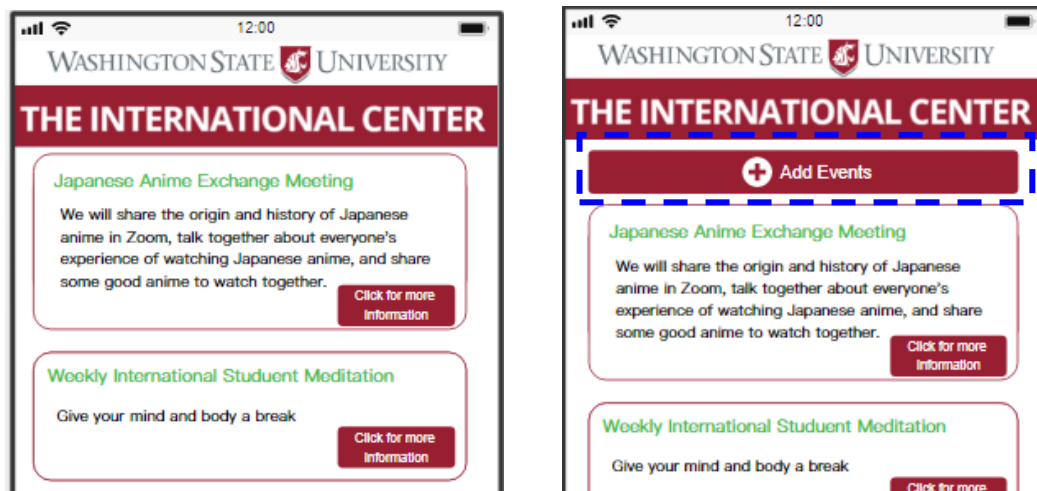 12:00
WASHINGTON STATE UNIVERSITY
THE INTERNATIONAL CENTER
Japanese Anime Exchange Meeting
We will share the origin and history of Japanese
anime in Zoom, talk together about everyone's
experience of watching Japanese anime, and share
some good anime to watch together.
Click for more
Information
Weekly International Studuent Meditation
Give your mind and body a break
Click for more
Information
12:00
WASHINGTON STATE UNIVERSITY
THE INTERNATIONAL CENTER
Add Events
Japanese Anime Exchange Meeting
We will share the origin and history of Japanese
anime in Zoom, talk together about everyone's
experience of watching Japanese anime, and share
some good anime to watch together.
Click for more
Information
Weekly International Studuent Meditation
Give your mind and body a break
Click for more